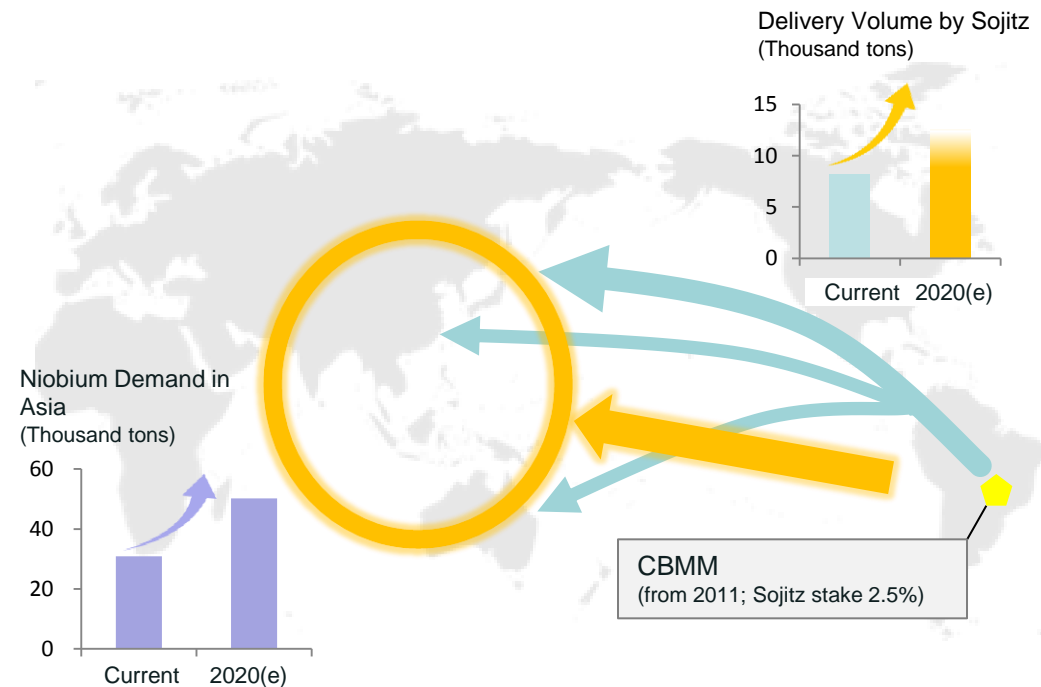 Delivery Volume by Sojitz
(Thousand tons)
15
10
5
0
Current 2020(e)
Niobium Demand in
Asia
(Thousand tons)
60
40
20
0
Current 2020(e)
CBMM
(from 2011; Sojitz stake 2.5%)